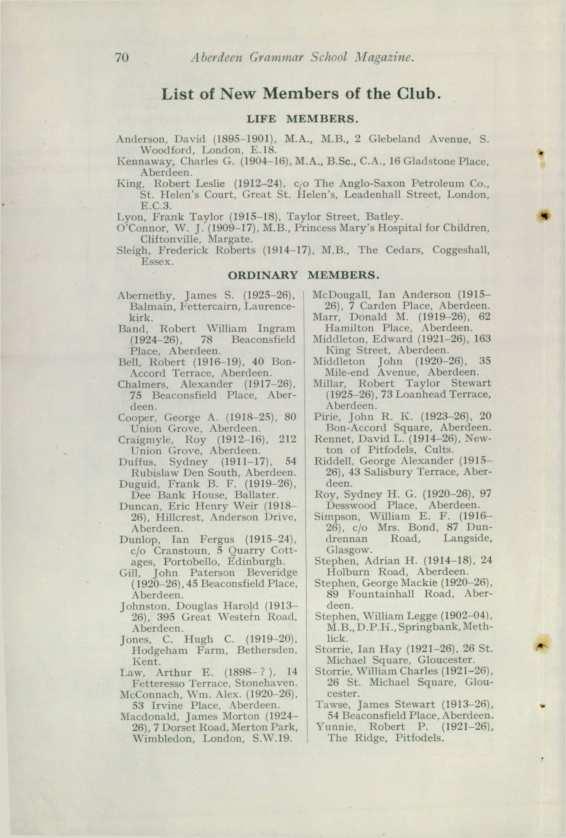 70 Aberdeen Grammar School Magazine.
List of New Members of the Club.
LIFE MEMBERS.
Anderson, David (1895–1901), M.A., M.B., 2 Glebeland Avenue, S.
Woodford, London, E.18.
Kennaway, Charles G. (1904–16), M.A., B.Sc., C.A., 16 Gladstone Place,
Aberdeen.
King, Robert Leslie (1912–24), c/o The Anglo-Saxon Petroleum Co.,
St. Helen's Court, Great St. Helen's, Leadenhall Street, London,
E.C.3.
Lyon, Frank Taylor (1915–18), Taylor Street, Batley.
O'Connor, W. J. (1909–17), M.B., Princess Mary's Hospital for Children,
Cliftonville, Margate.
Sleigh, Frederick Roberts (1914–17), M.B., The Cedars, Coggeshall,
Essex.
ORDINARY MEMBERS.
Abernethy, James S. (1925–26),
Balmain, Fettercairn, Laurence-
kirk.
Band, Robert William Ingram
(1924–26), 78 Beaconsfield
Place, Aberdeen.
Bell, Robert (1916–19), 40 Bon-
Accord Terrace, Aberdeen.
Chalmers, Alexander (1917–26),
75 Beaconsfield Place, Aber-
deen.
Cooper, George A. (1918–25), 80
Union Grove, Aberdeen.
Craigmyle, Roy (1912–16), 212
Union Grove, Aberdeen.
Duffus, Sydney (1911–17), 54
Rubislaw Den South, Aberdeen.
Duguid, Frank B. F. (1919–26),
Dee Bank House, Ballater.
Duncan, Eric Henry Weir (1918–
26), Hillcrest, Anderson Drive,
Aberdeen.
Dunlop, Ian Fergus (1915–24),
c/o Cranstoun, 5 Quarry Cott-
ages, Portobello, Edinburgh.
Gill, John Paterson Beveridge
(1920–26), 45 Beaconsfield Place,
Aberdeen.
Johnston, Douglas Harold (1913–
26), 395 Great Western Road,
Aberdeen.
Jones, C. Hugh C. (1919–20),
Hodgeham Farm, Bethersden,
Kent.
Law, Arthur E. (1898– ? ), 14
Fetteresso Terrace, Stonehaven.
McConnach, Wm. Alex. (1920–26),
53 Irvine Place, Aberdeen.
Macdonald, James Morton (1924–
26), 7 Dorset Road, Merton Park,
Wimbledon, London, S.W.19.
McDougall, Ian Anderson (1915–
26), 7 Carden Place, Aberdeen.
Marr, Donald M. (1919–26), 62
Hamilton Place, Aberdeen.
Middleton, Edward (1921–26), 163
King Street, Aberdeen.
Middleton John (1920–26), 35
Mile-end Avenue, Aberdeen.
Millar, Robert Taylor Stewart
(1925–26), 73 Loanhead Terrace,
Aberdeen.
Pirie, John R. K. (1923–26), 20
Bon-Accord Square, Aberdeen.
Rennet, David L. (1914–26), New-
ton of Pitfodels, Cults.
Riddell, George Alexander (1915–
26), 43 Salisbury Terrace, Aber-
deen.
Roy, Sydney H. G. (1920–26), 97
Desswood Place, Aberdeen.
Simpson, William E. F. (1916–
26), c/o Mrs. Bond, 87 Dun-
drennan Road, Langside,
Glasgow.
Stephen, Adrian H. (1914–18), 24
Holburn Road, Aberdeen.
Stephen, George Mackie (1920–26),
89 Fountainhall Road, Aber-
deen.
Stephen, William Legge (1902–04),
M.B., D.P.H., Springbank, Meth-
lick.
Storrie, Ian Hay (1921–26), 26 St.
Michael Square, Gloucester.
Storrie, William Charles (1921–26),
26 St. Michael Square, Glou-
cester.
Tawse, James Stewart (1913–26),
54 Beaconsfield Place, Aberdeen.
Yunnie, Robert P. (1921–26),
The Ridge, Pitfodels.